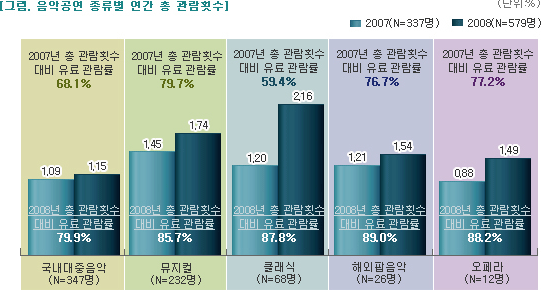 [그림. 음악공연 종류별 연간 총 관람횟수]
(단위:%)
2007(N=337명) 2008(N=579명)
2007년 총 관람횟수 2007년 총 관람횟수 2007년 총 관람횟수 2007년 총 관람횟수 2007년 총 관람횟수
대비 유료 관람률 대비 유료 관람률 대비 유료 관람률 대비 유료 관람률 대비 유료 관람률
68.1% 79.7% 59.4% 76.7% 77.2%
1,09 1,15 1,45 1,74 1,20 2,16 1,21 1,54 0,88 1,49
2008년 총 관람횟수 2008년 총 관람횟수 2008년 총 관람횟수 2008년 총 관람횟수 2008년 총 관람횟수
대비 유료 관람률 대비 유료 관람률 대비 유료 관람률 대비 유료 관람률 대비 유료 관람률
79.9% 85.7% 87.8% 89.0% 88.2%
국내대중음악 뮤지컬 클래식 해외팝음악 오페라
(N=347명) (N=232명) (N=68명) (N=26명) (N=12명)